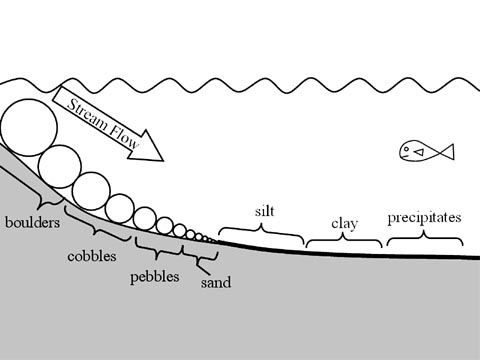 Stream Flow
boulders
cobbles
pebbles
sand
silt
clay
precipitates